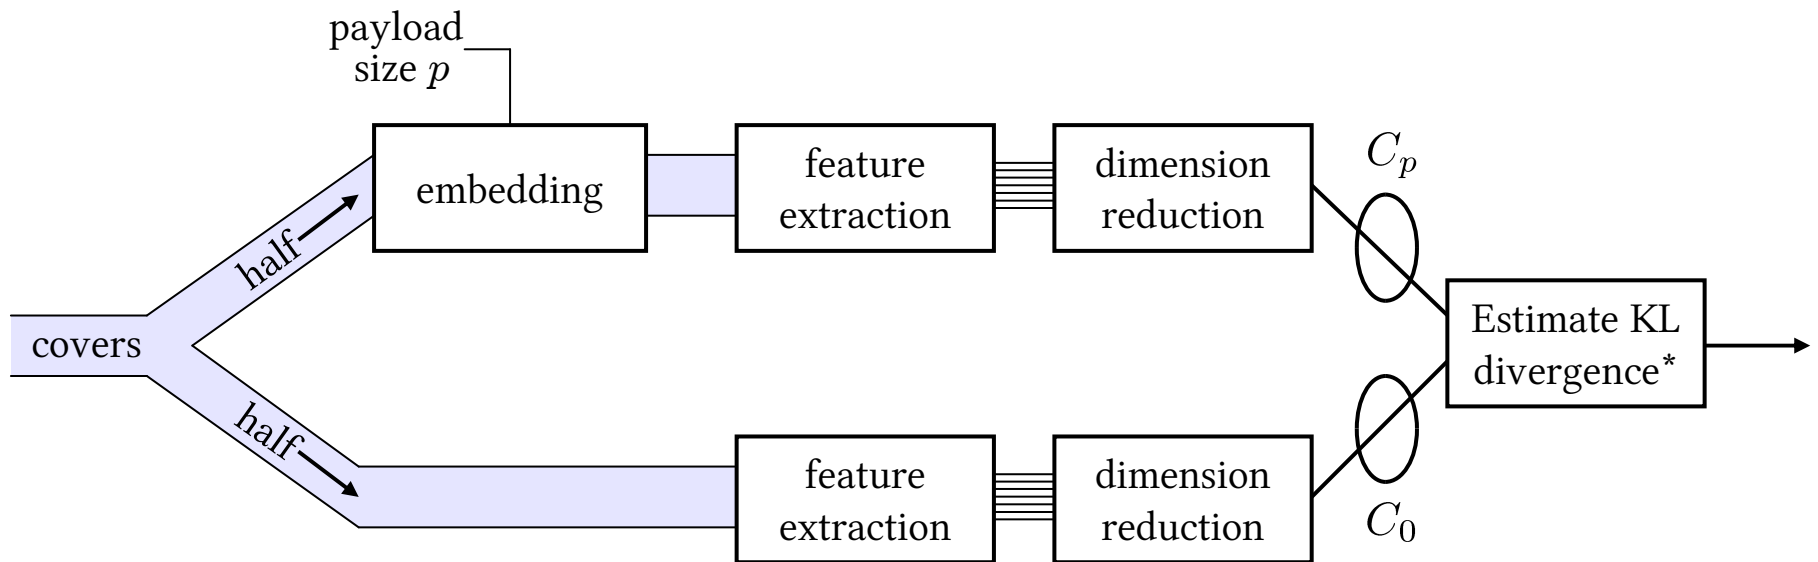 payload
size p
embedding
feature
extraction
dimension
reduction
C_p
half
covers
Estimate KL
divergence*
half
feature
extraction
dimension
reduction
C_0